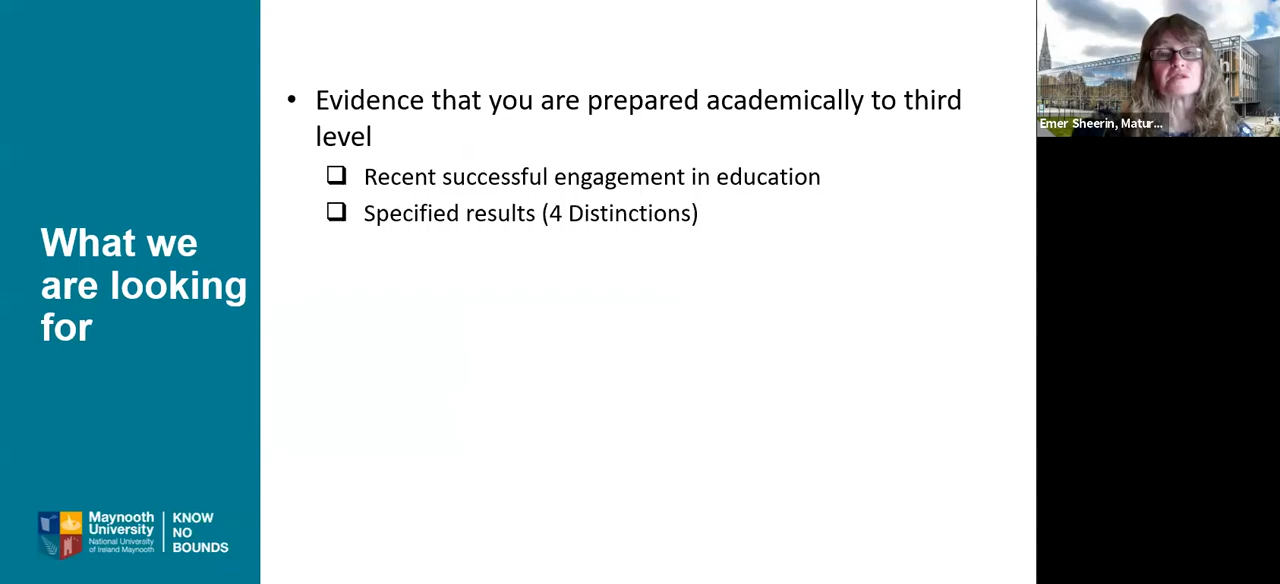 What we
are looking
for
• Evidence that you are prepared academically to third
level
❑ Recent successful engagement in education
❑ Specified results (4 Distinctions)
Maynooth
University
National University
of Ireland Maynooth
KNOW
NO
BOUNDS
Emer Sheerin, Matur...